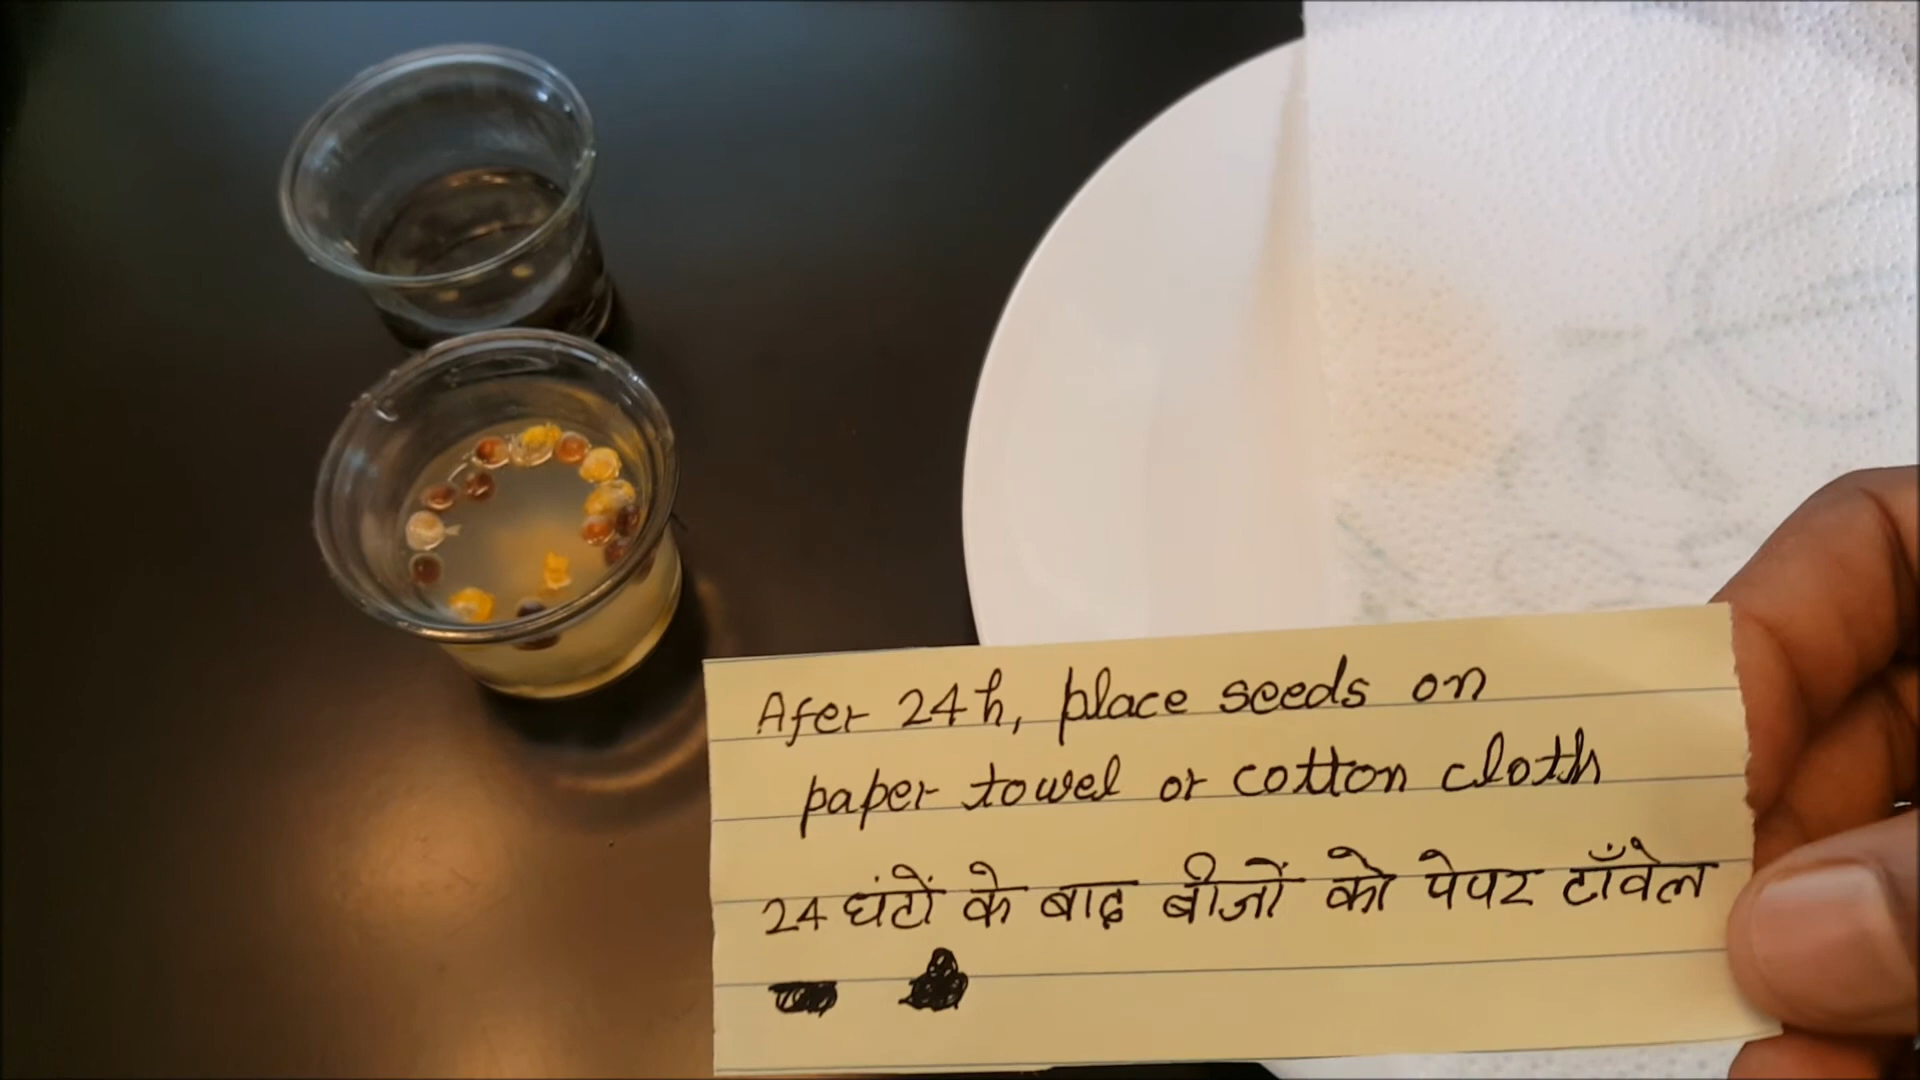 Afer 24h, place seeds on
paper towel or cotton cloth
24 घंटों के बाद बीजों को पेपर टॉवेल